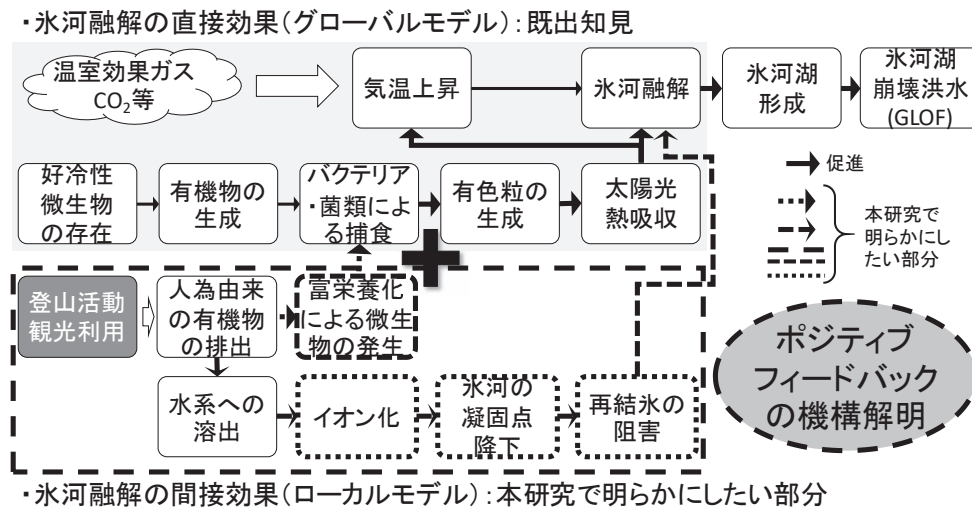 ・氷河融解の直接効果(グローバルモデル):既出知見
温室効果ガス
CO2等
気温上昇
氷河融解
氷河湖
形成
氷河湖
崩壊洪水
(GLOF)
好冷性
微生物
の存在
有機物の
生成
バクテリア
・菌類によ
る捕食
有色粒の
生成
太陽光
熱吸収
促進
本研究で
明らかにし
たい部分
登山活動
観光利用
人為由来
の有機物
の排出
富栄養化
による微生
物の発生
水系への
溶出
イオン化
氷河の
凝固点
降下
再結氷の
阻害
ポジティブ
フィードバック
の機構解明
・氷河融解の間接効果(ローカルモデル):本研究で明らかにしたい部分